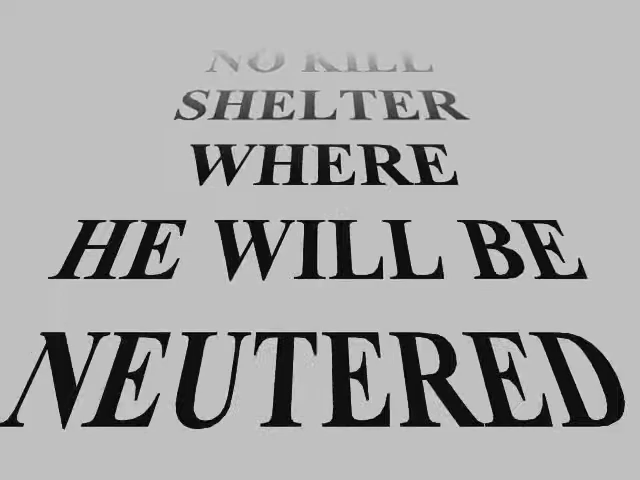 NO KILL
SHELTER
WHERE
HE WILL BE
NEUTERED